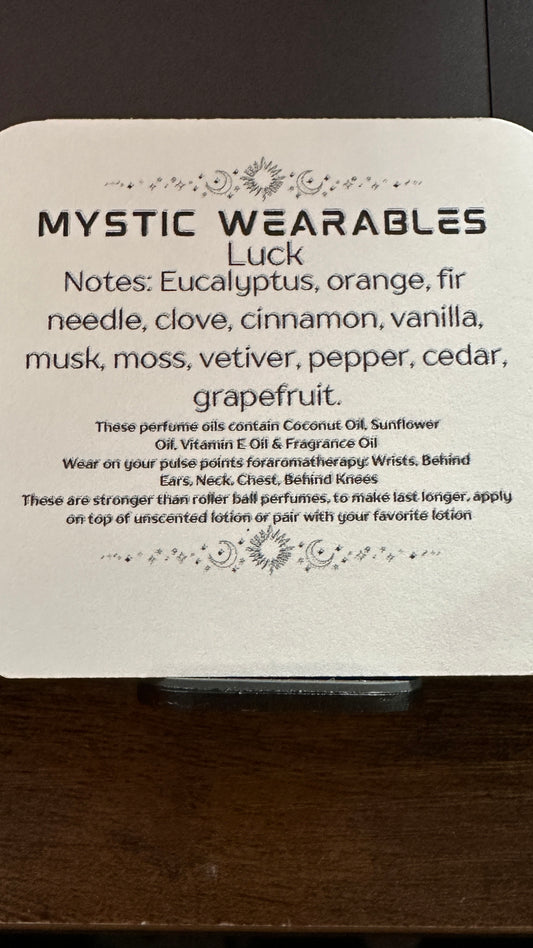 MYSTIC WEARABLES
Luck
Notes: Eucalyptus, orange, fir
needle, clove, cinnamon, vanilla,
musk, moss, vetiver, pepper, cedar,
grapefruit.
These perfume oils contain Coconut Oil, Sunflower
Oil, Vitamin E Oil & Fragrance Oil
Wear on your pulse points foraromatherapy: Wrists, Behind
Ears, Neck, Chest, Behind Knees
These are stronger than roller ball perfumes, to make last longer, apply
on top of unscented lotion or pair with your favorite lotion